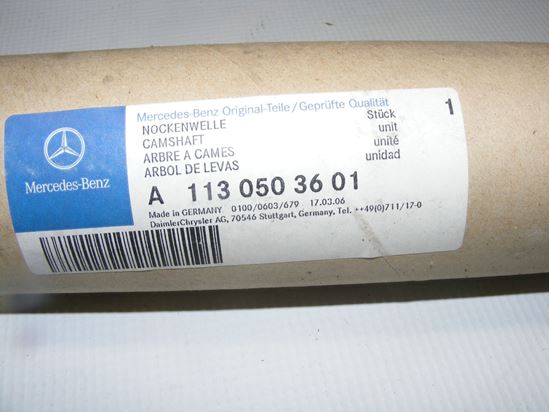 Mercedes-Benz
Mercedes-Benz Original-Teile/Geprüfte Qualität
NOCKENWELLE Stück 1
CAMSHAFT unit
ARBRE A CAMES unité
ARBOL DE LEVAS unidad
A 113 050 36 01
Made in GERMANY 0100/0603/679 17.03.06
DaimlerChrysler AG, 70546 Stuttgart, Germany, Tel. ++49(0)711/17-0